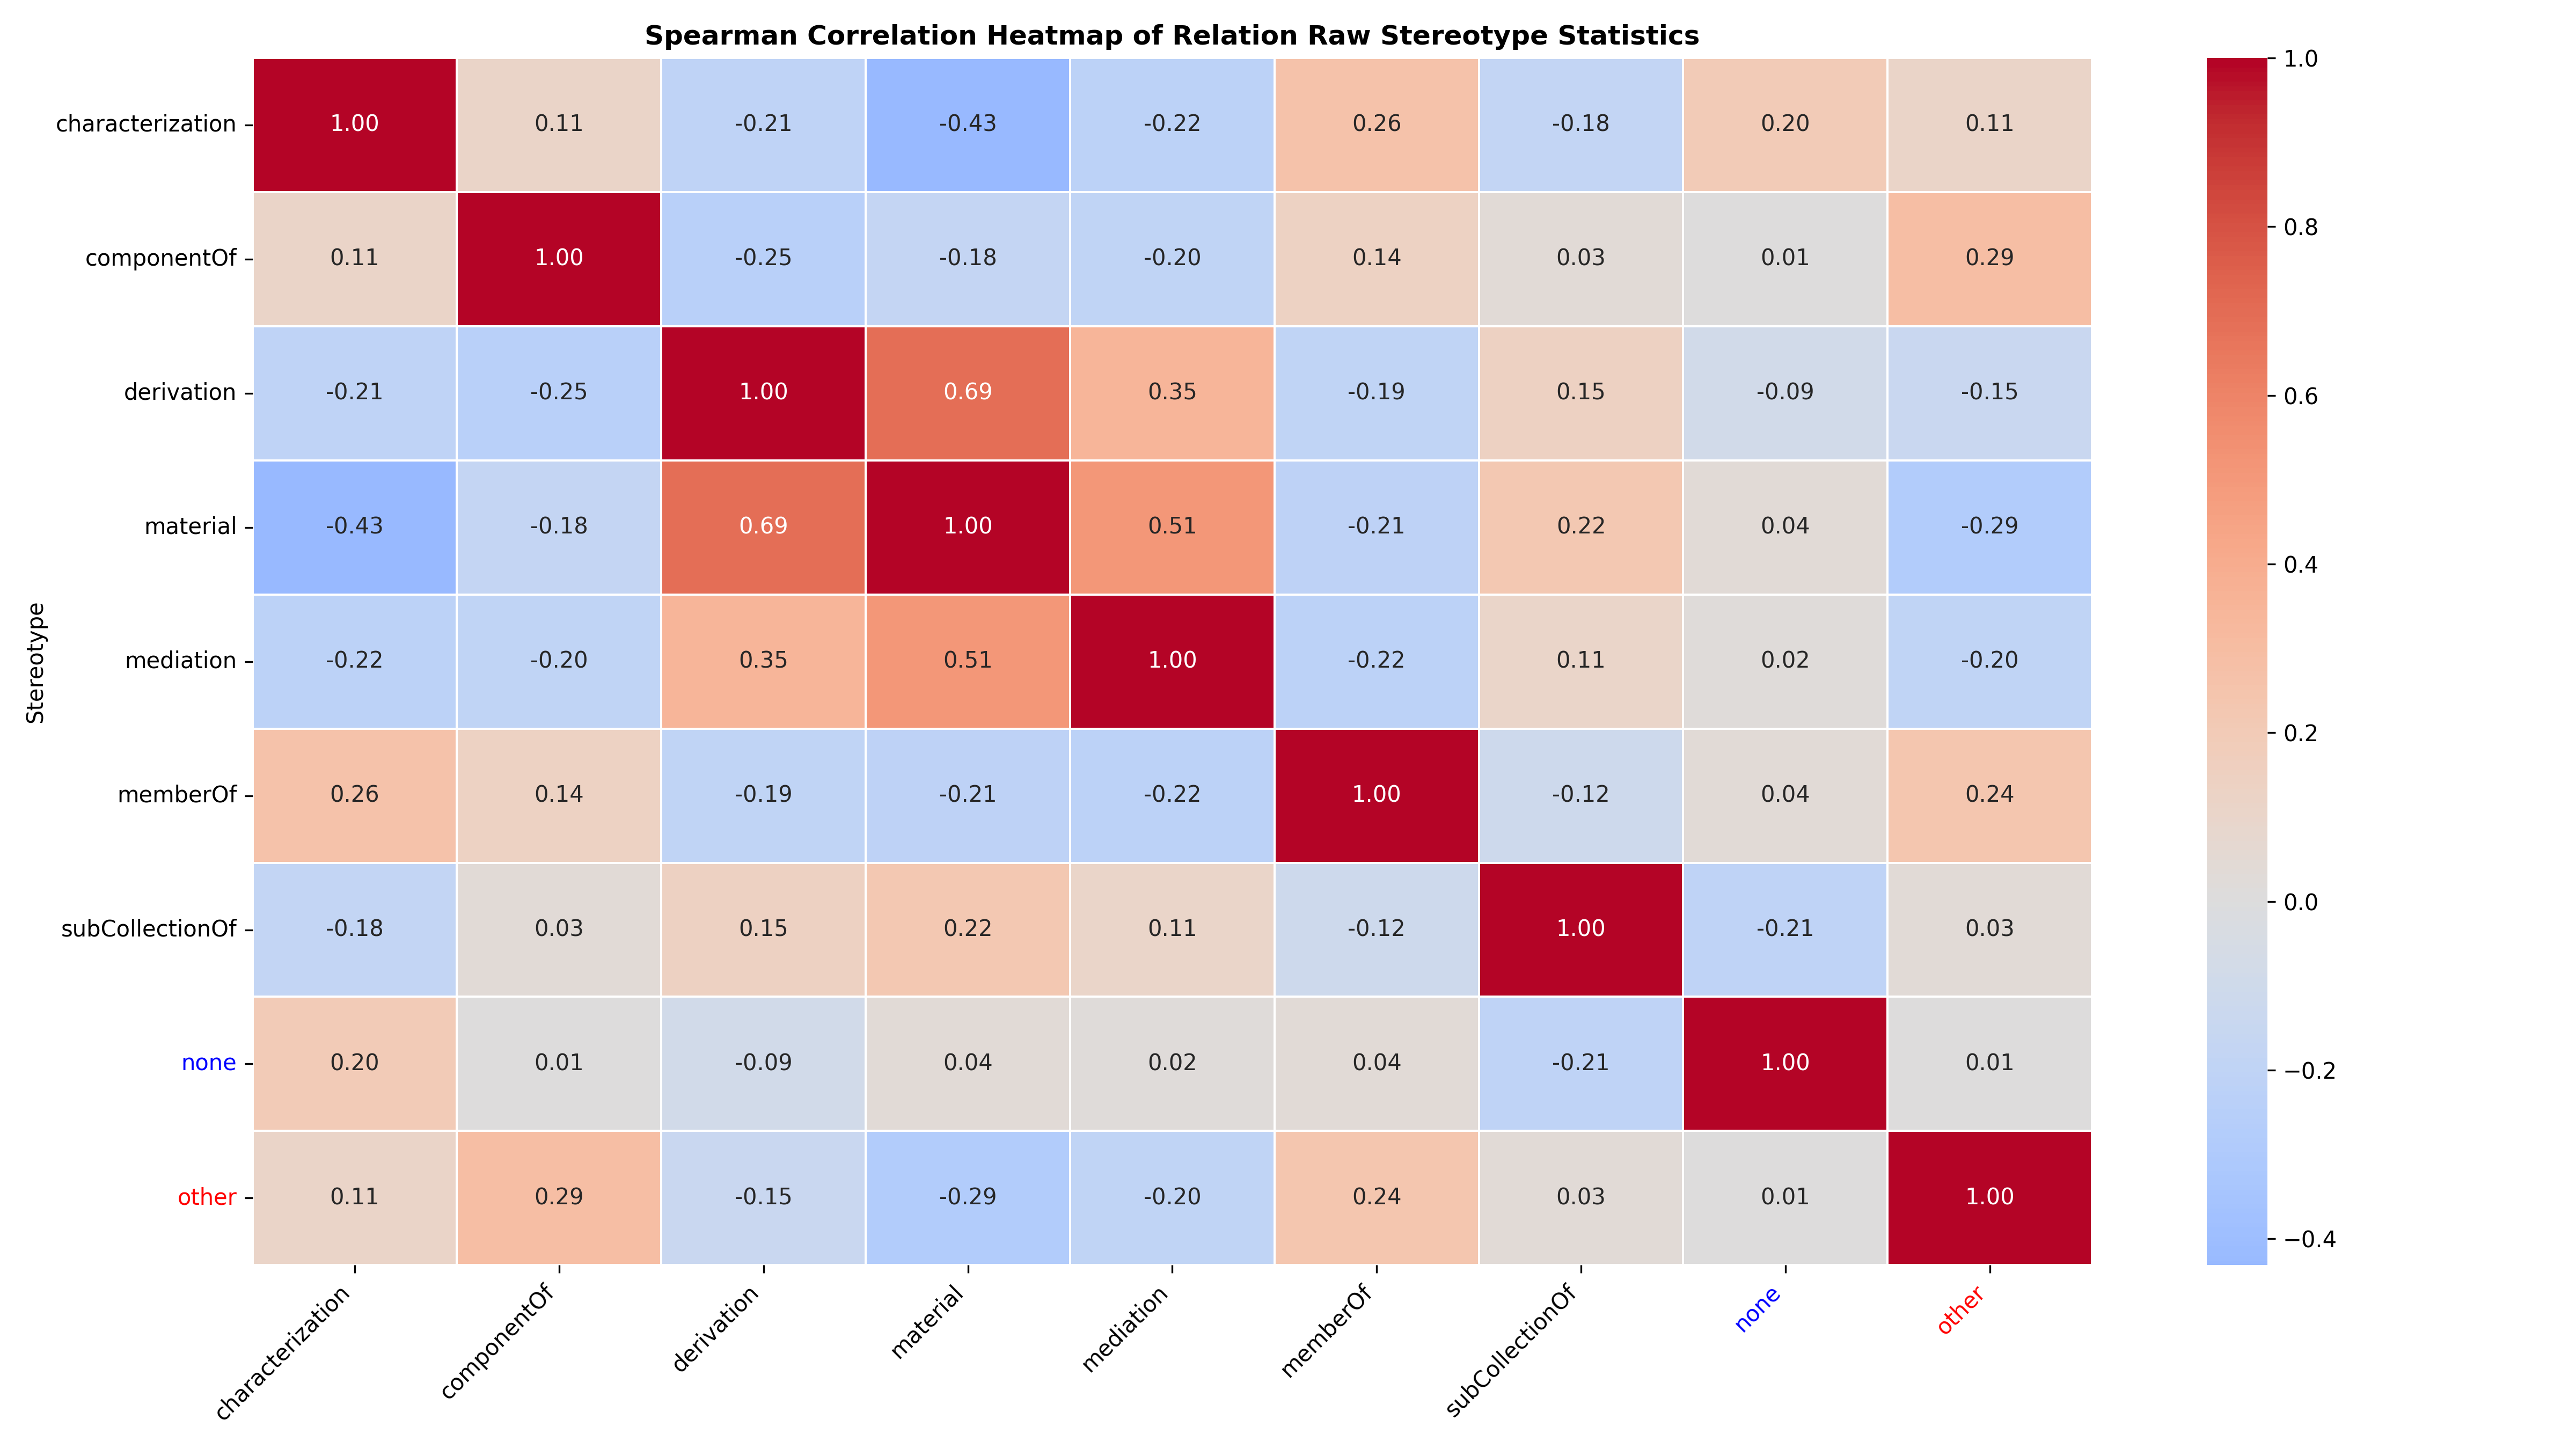 Spearman Correlation Heatmap of Relation Raw Stereotype Statistics
Stereotype
characterization 1.00 0.11 -0.21 -0.43 -0.22 0.26 -0.18 0.20 0.11
componentOf 0.11 1.00 -0.25 -0.18 -0.20 0.14 0.03 0.01 0.29
derivation -0.21 -0.25 1.00 0.69 0.35 -0.19 0.15 -0.09 -0.15
material -0.43 -0.18 0.69 1.00 0.51 -0.21 0.22 0.04 -0.29
mediation -0.22 -0.20 0.35 0.51 1.00 -0.22 0.11 0.02 -0.20
memberOf 0.26 0.14 -0.19 -0.21 -0.22 1.00 -0.12 0.04 0.24
subCollectionOf -0.18 0.03 0.15 0.22 0.11 -0.12 1.00 -0.21 0.03
none 0.20 0.01 -0.09 0.04 0.02 0.04 -0.21 1.00 0.01
other 0.11 0.29 -0.15 -0.29 -0.20 0.24 0.03 0.01 1.00
characterization componentOf derivation material mediation memberOf subCollectionOf none other
1.0
0.8
0.6
0.4
0.2
0.0
−0.2
−0.4